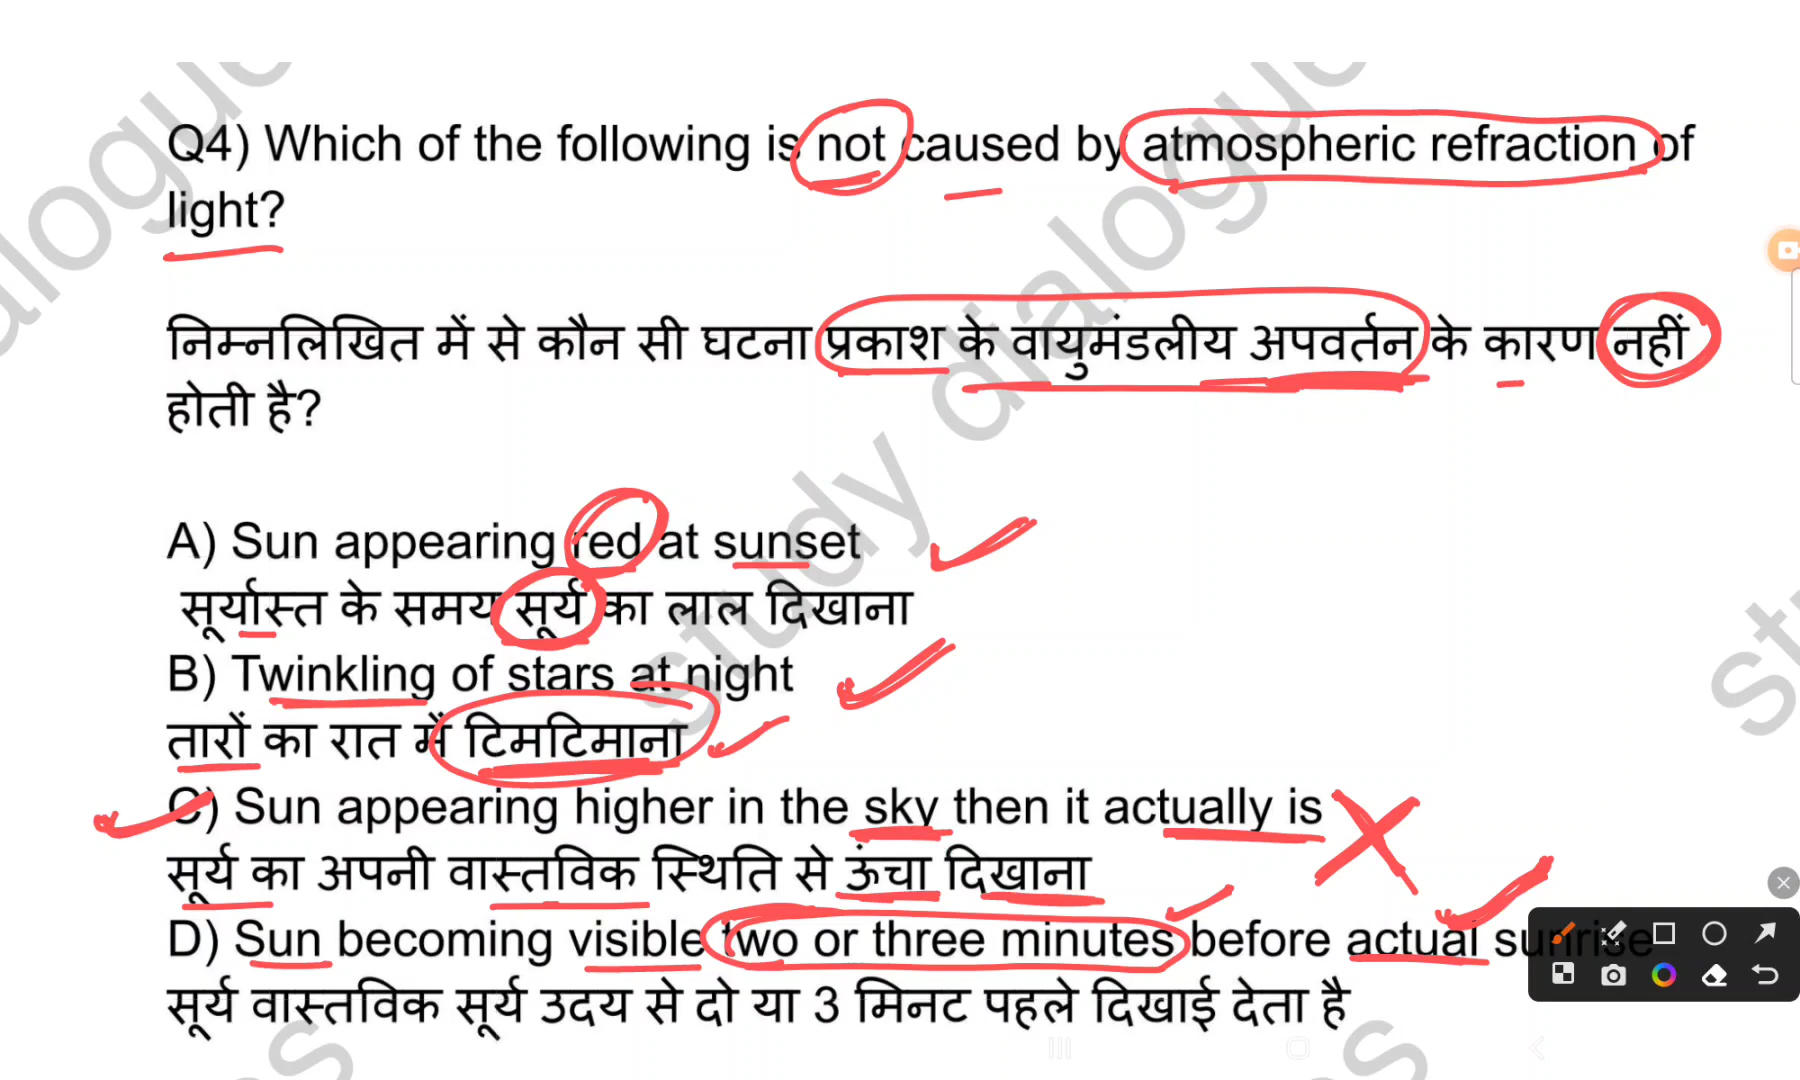 Q4) Which of the following is not caused by atmospheric refraction of
light?
निम्नलिखित में से कौन सी घटना प्रकाश के वायुमंडलीय अपवर्तन के कारण नहीं
होती है?
A) Sun appearing red at sunset
सूर्यास्त के समय सूर्य का लाल दिखाना
B) Twinkling of stars at night
तारों का रात में टिमटिमाना
C) Sun appearing higher in the sky then it actually is
सूर्य का अपनी वास्तविक स्थिति से ऊंचा दिखाना
D) Sun becoming visible two or three minutes before actual sunrise
सूर्य वास्तविक सूर्य उदय से दो या 3 मिनट पहले दिखाई देता है
study dialogue